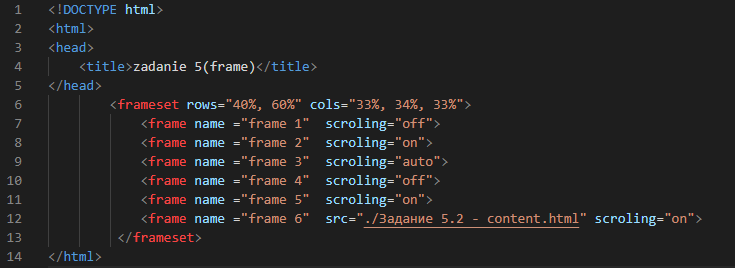 1 <!DOCTYPE html>
2 <html>
3 <head>
4 <title>zadanie 5(frame)</title>
5 </head>
6 <frameset rows="40%, 60%" cols="33%, 34%, 33%">
7 <frame name ="frame 1"  scroling="off">
8 <frame name ="frame 2"  scroling="on">
9 <frame name ="frame 3"  scroling="auto">
10 <frame name ="frame 4"  scroling="off">
11 <frame name ="frame 5"  scroling="on">
12 <frame name ="frame 6"  src="./Задание 5.2 - content.html" scroling="on">
13 </frameset>
14 </html>